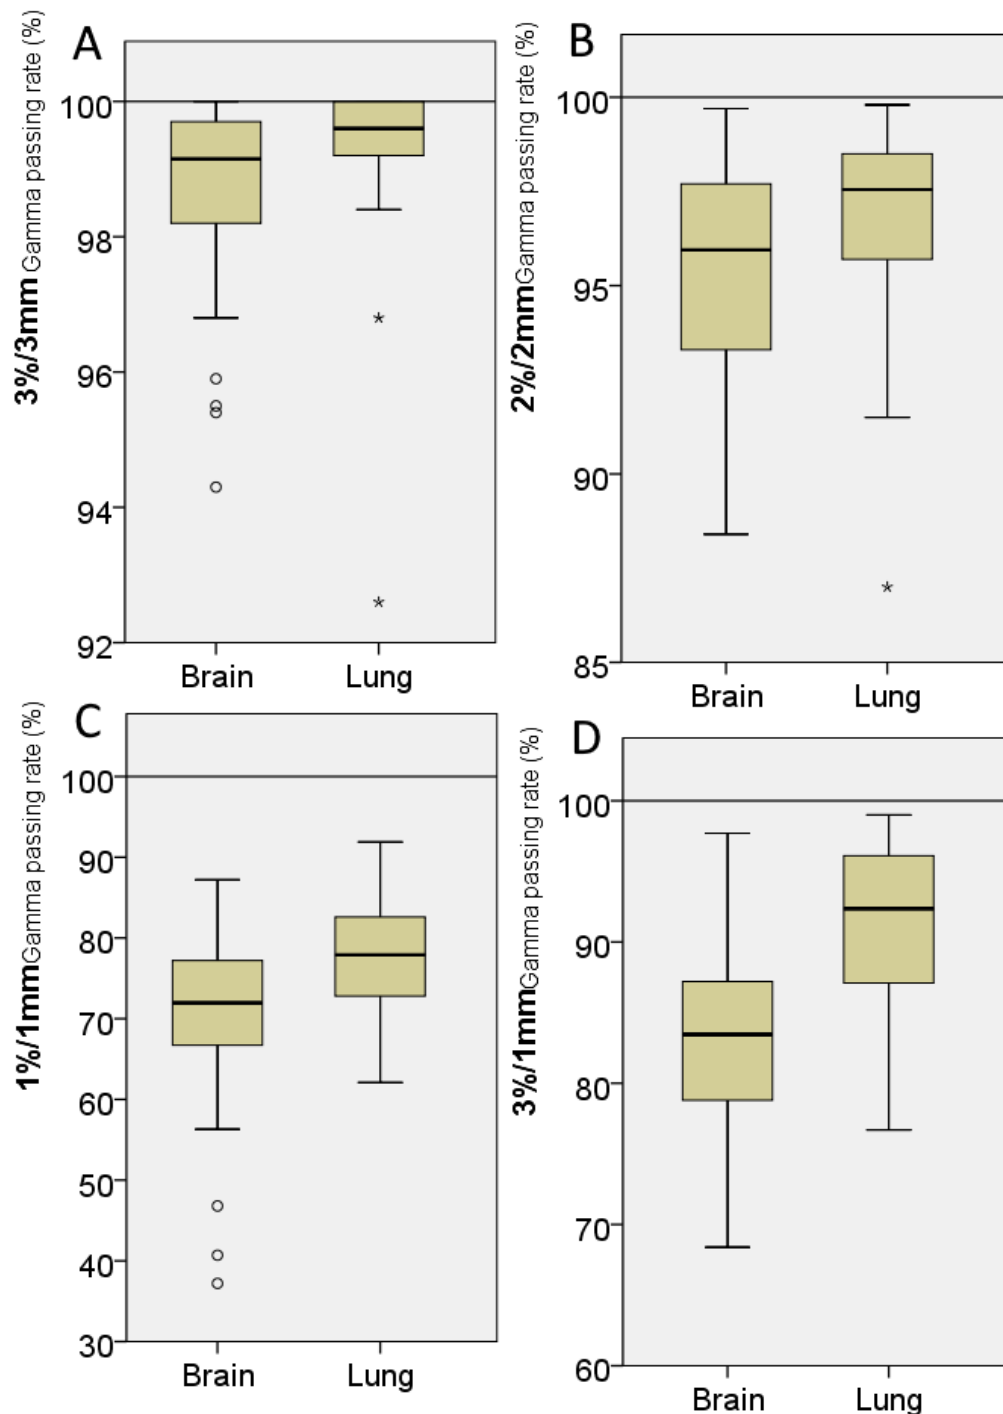 A
3%/3mm Gamma passing rate (%)
100
98
96
94
92
Brain Lung
B
2%/2mm Gamma passing rate (%)
100
95
90
85
Brain Lung
C
1%/1mm Gamma passing rate (%)
100
90
80
70
60
50
40
30
Brain Lung
D
3%/1mm Gamma passing rate (%)
100
90
80
70
60
Brain Lung